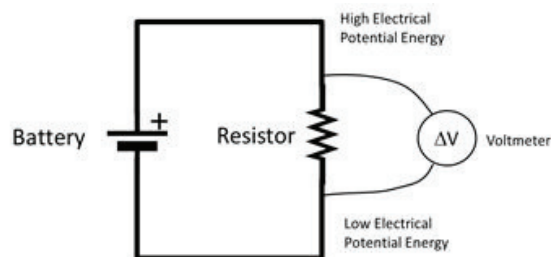 High Electrical
Potential Energy
+
Battery
Resistor
ΔV
Voltmeter
Low Electrical
Potential Energy